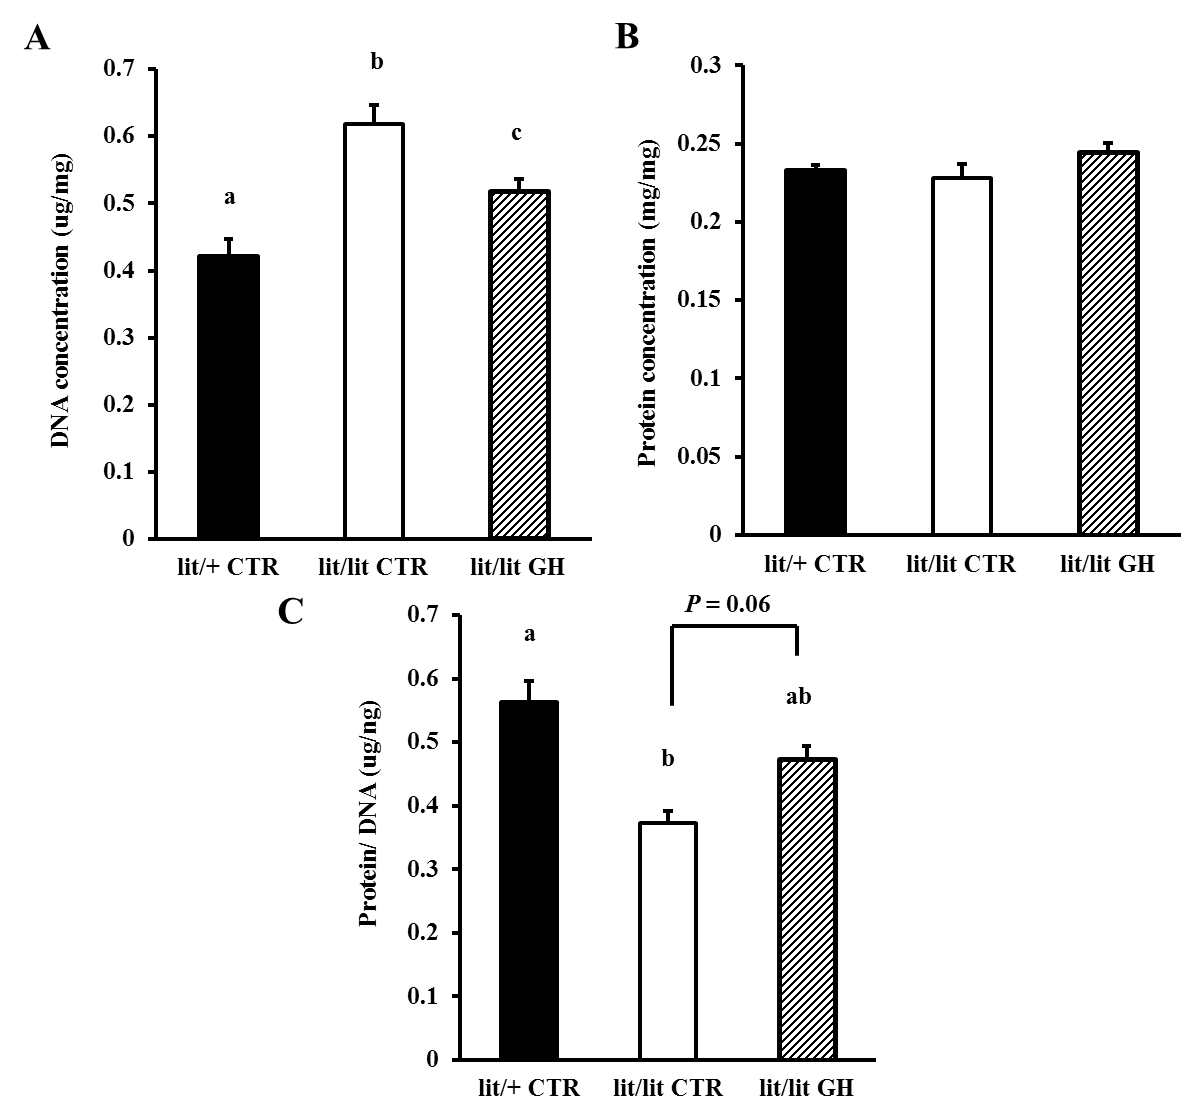 A
DNA concentration (ug/mg)
0.7
0.6
0.5
0.4
0.3
0.2
0.1
0
a
b
c
lit/+ CTR
lit/lit CTR
lit/lit GH
B
Protein concentration (mg/mg)
0.3
0.25
0.2
0.15
0.1
0.05
0
lit/+ CTR
lit/lit CTR
lit/lit GH
C
Protein/ DNA (ug/ng)
0.7
0.6
0.5
0.4
0.3
0.2
0.1
0
P = 0.06
a
b
ab
lit/+ CTR
lit/lit CTR
lit/lit GH